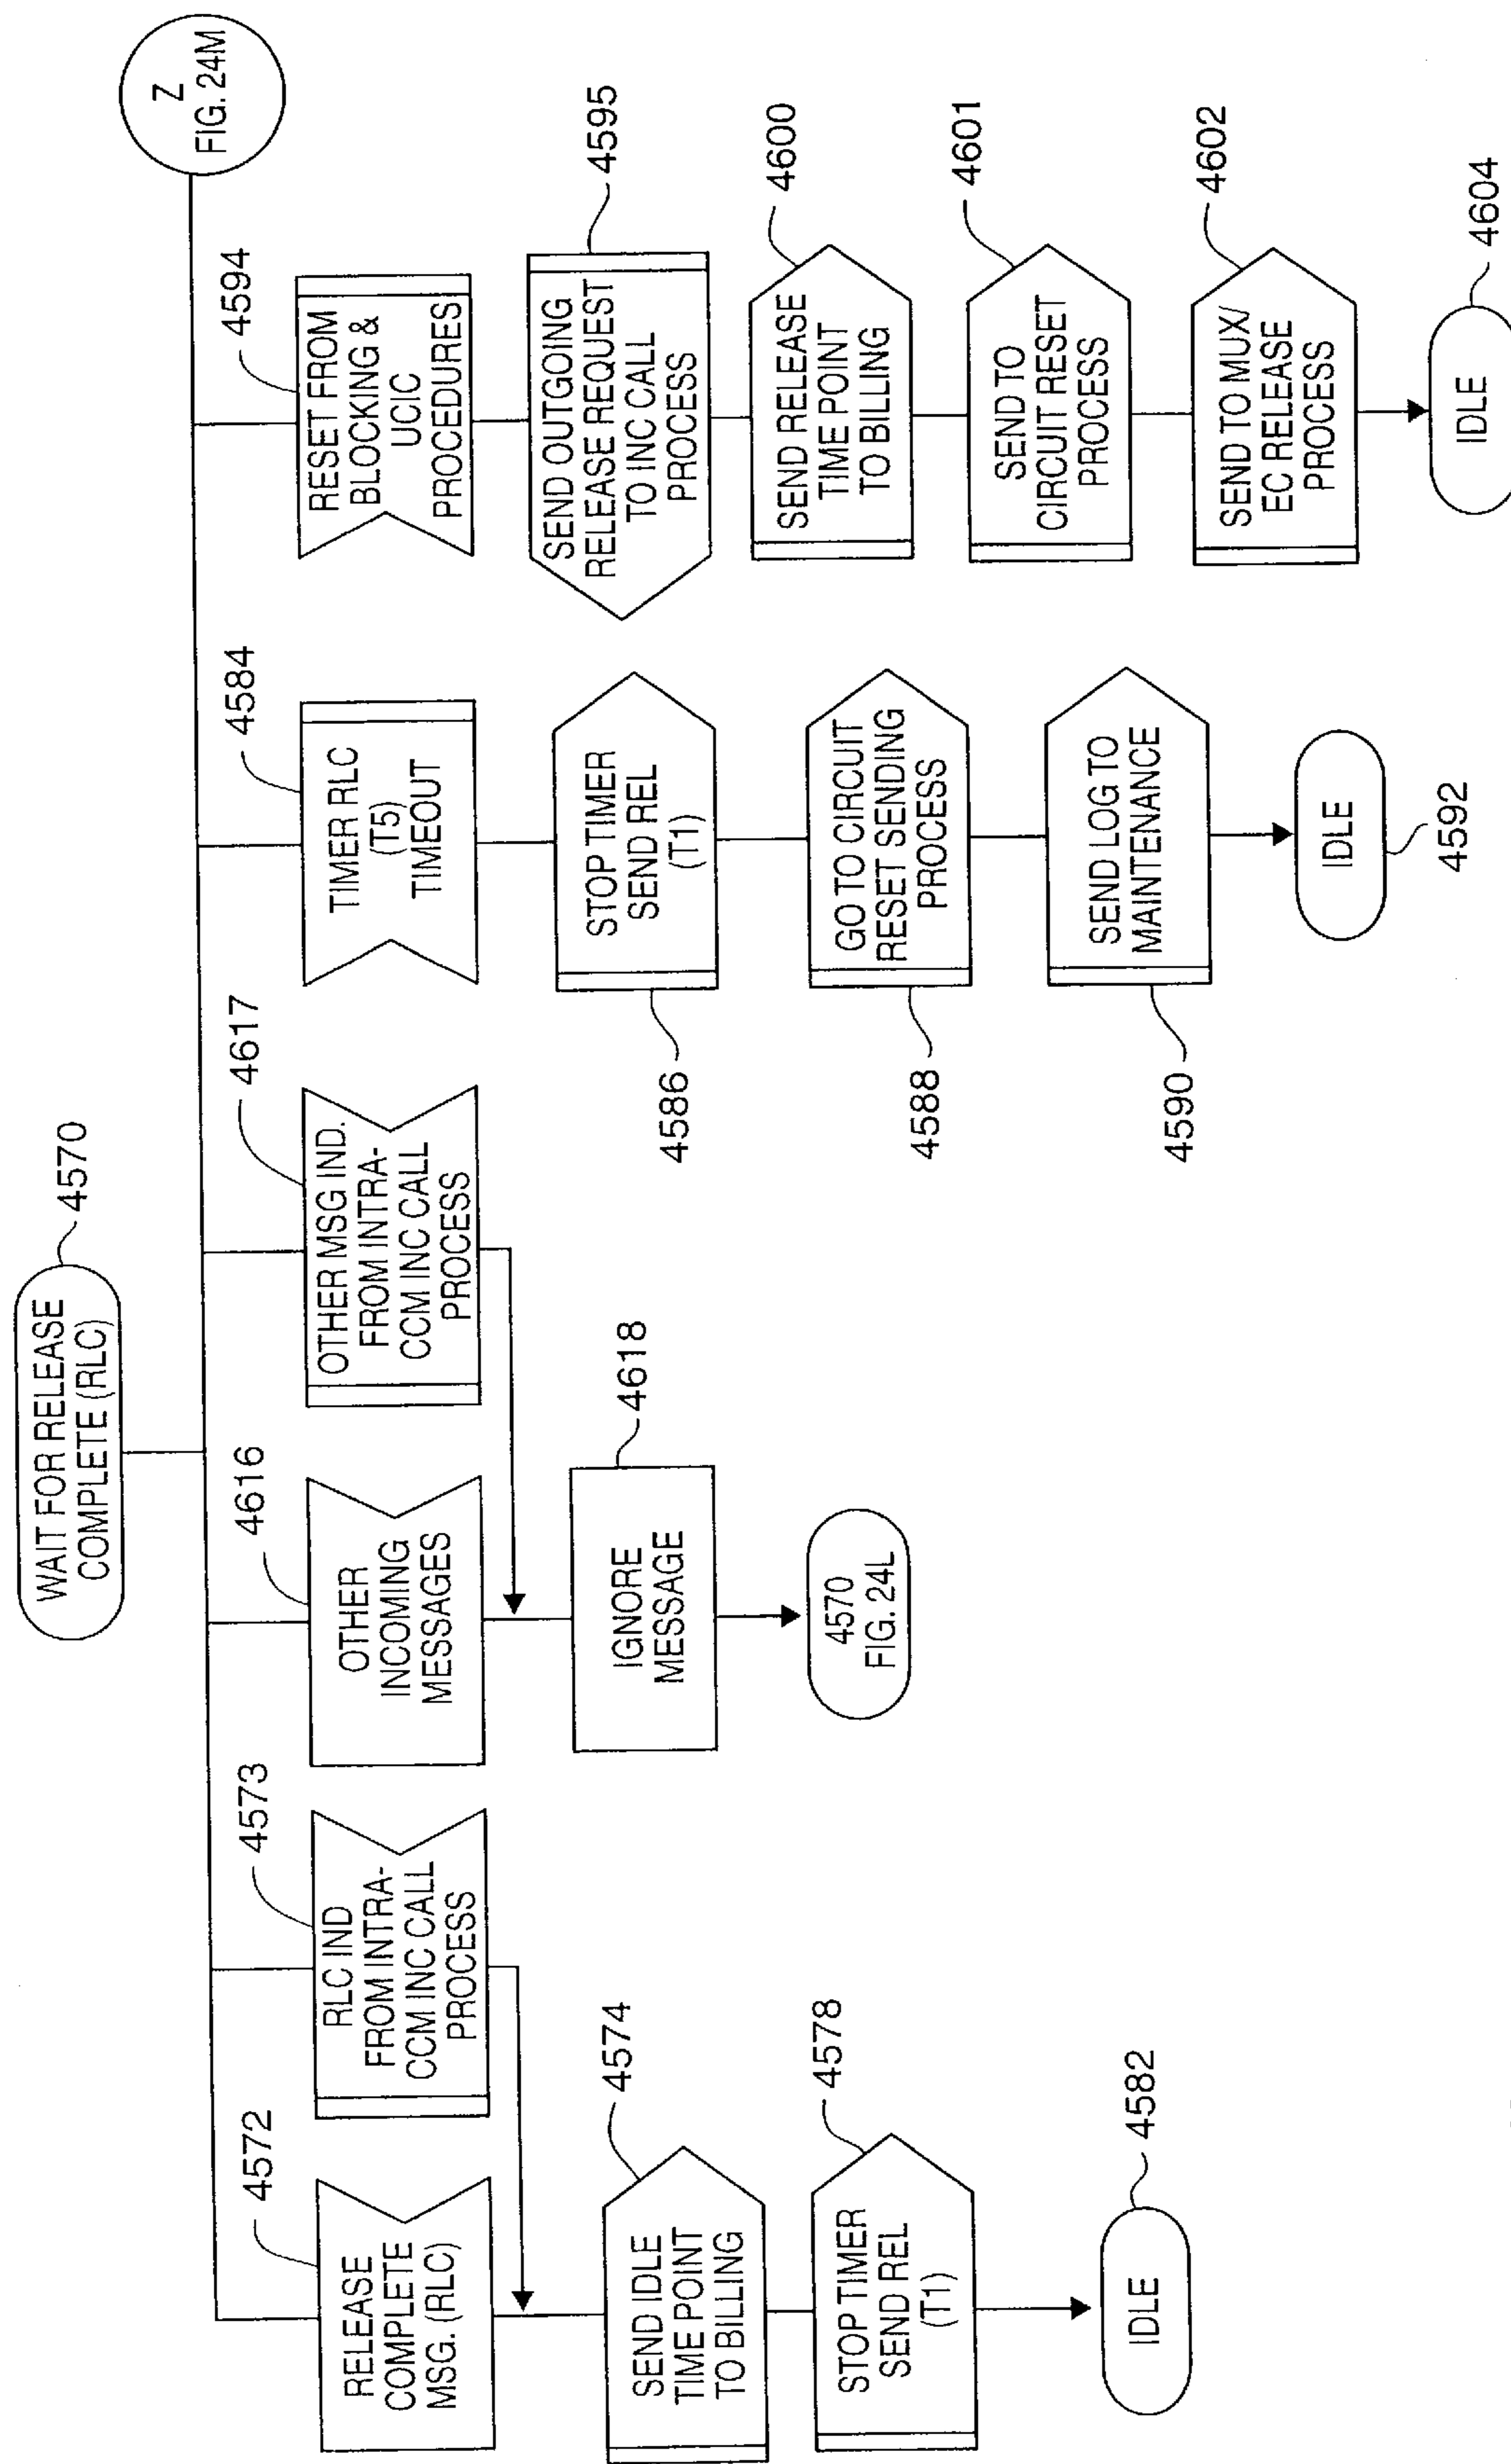 WAIT FOR RELEASE
COMPLETE (RLC)
4570
Z
FIG. 24M
4572
RELEASE
COMPLETE
MSG. (RLC)
4573
RLC IND
FROM INTRA-
CCM INC CALL
PROCESS
4574
SEND IDLE
TIME POINT
TO BILLING
4578
STOP TIMER
SEND REL
(T1)
IDLE
4582
4616
OTHER
INCOMING
MESSAGES
4617
OTHER MSG IND.
FROM INTRA-
CCM INC CALL
PROCESS
4618
IGNORE
MESSAGE
4570
FIG. 24L
4584
TIMER RLC
(T5)
TIMEOUT
STOP TIMER
SEND REL
(T1)
4586
GO TO CIRCUIT
RESET SENDING
PROCESS
4588
SEND LOG TO
MAINTENANCE
4590
IDLE
4592
4594
RESET FROM
BLOCKING &
UCIC
PROCEDURES
4595
SEND OUTGOING
RELEASE REQUEST
TO INC CALL
PROCESS
4600
SEND RELEASE
TIME POINT
TO BILLING
4601
SEND TO
CIRCUIT RESET
PROCESS
4602
SEND TO MUX/
EC RELEASE
PROCESS
IDLE
4604